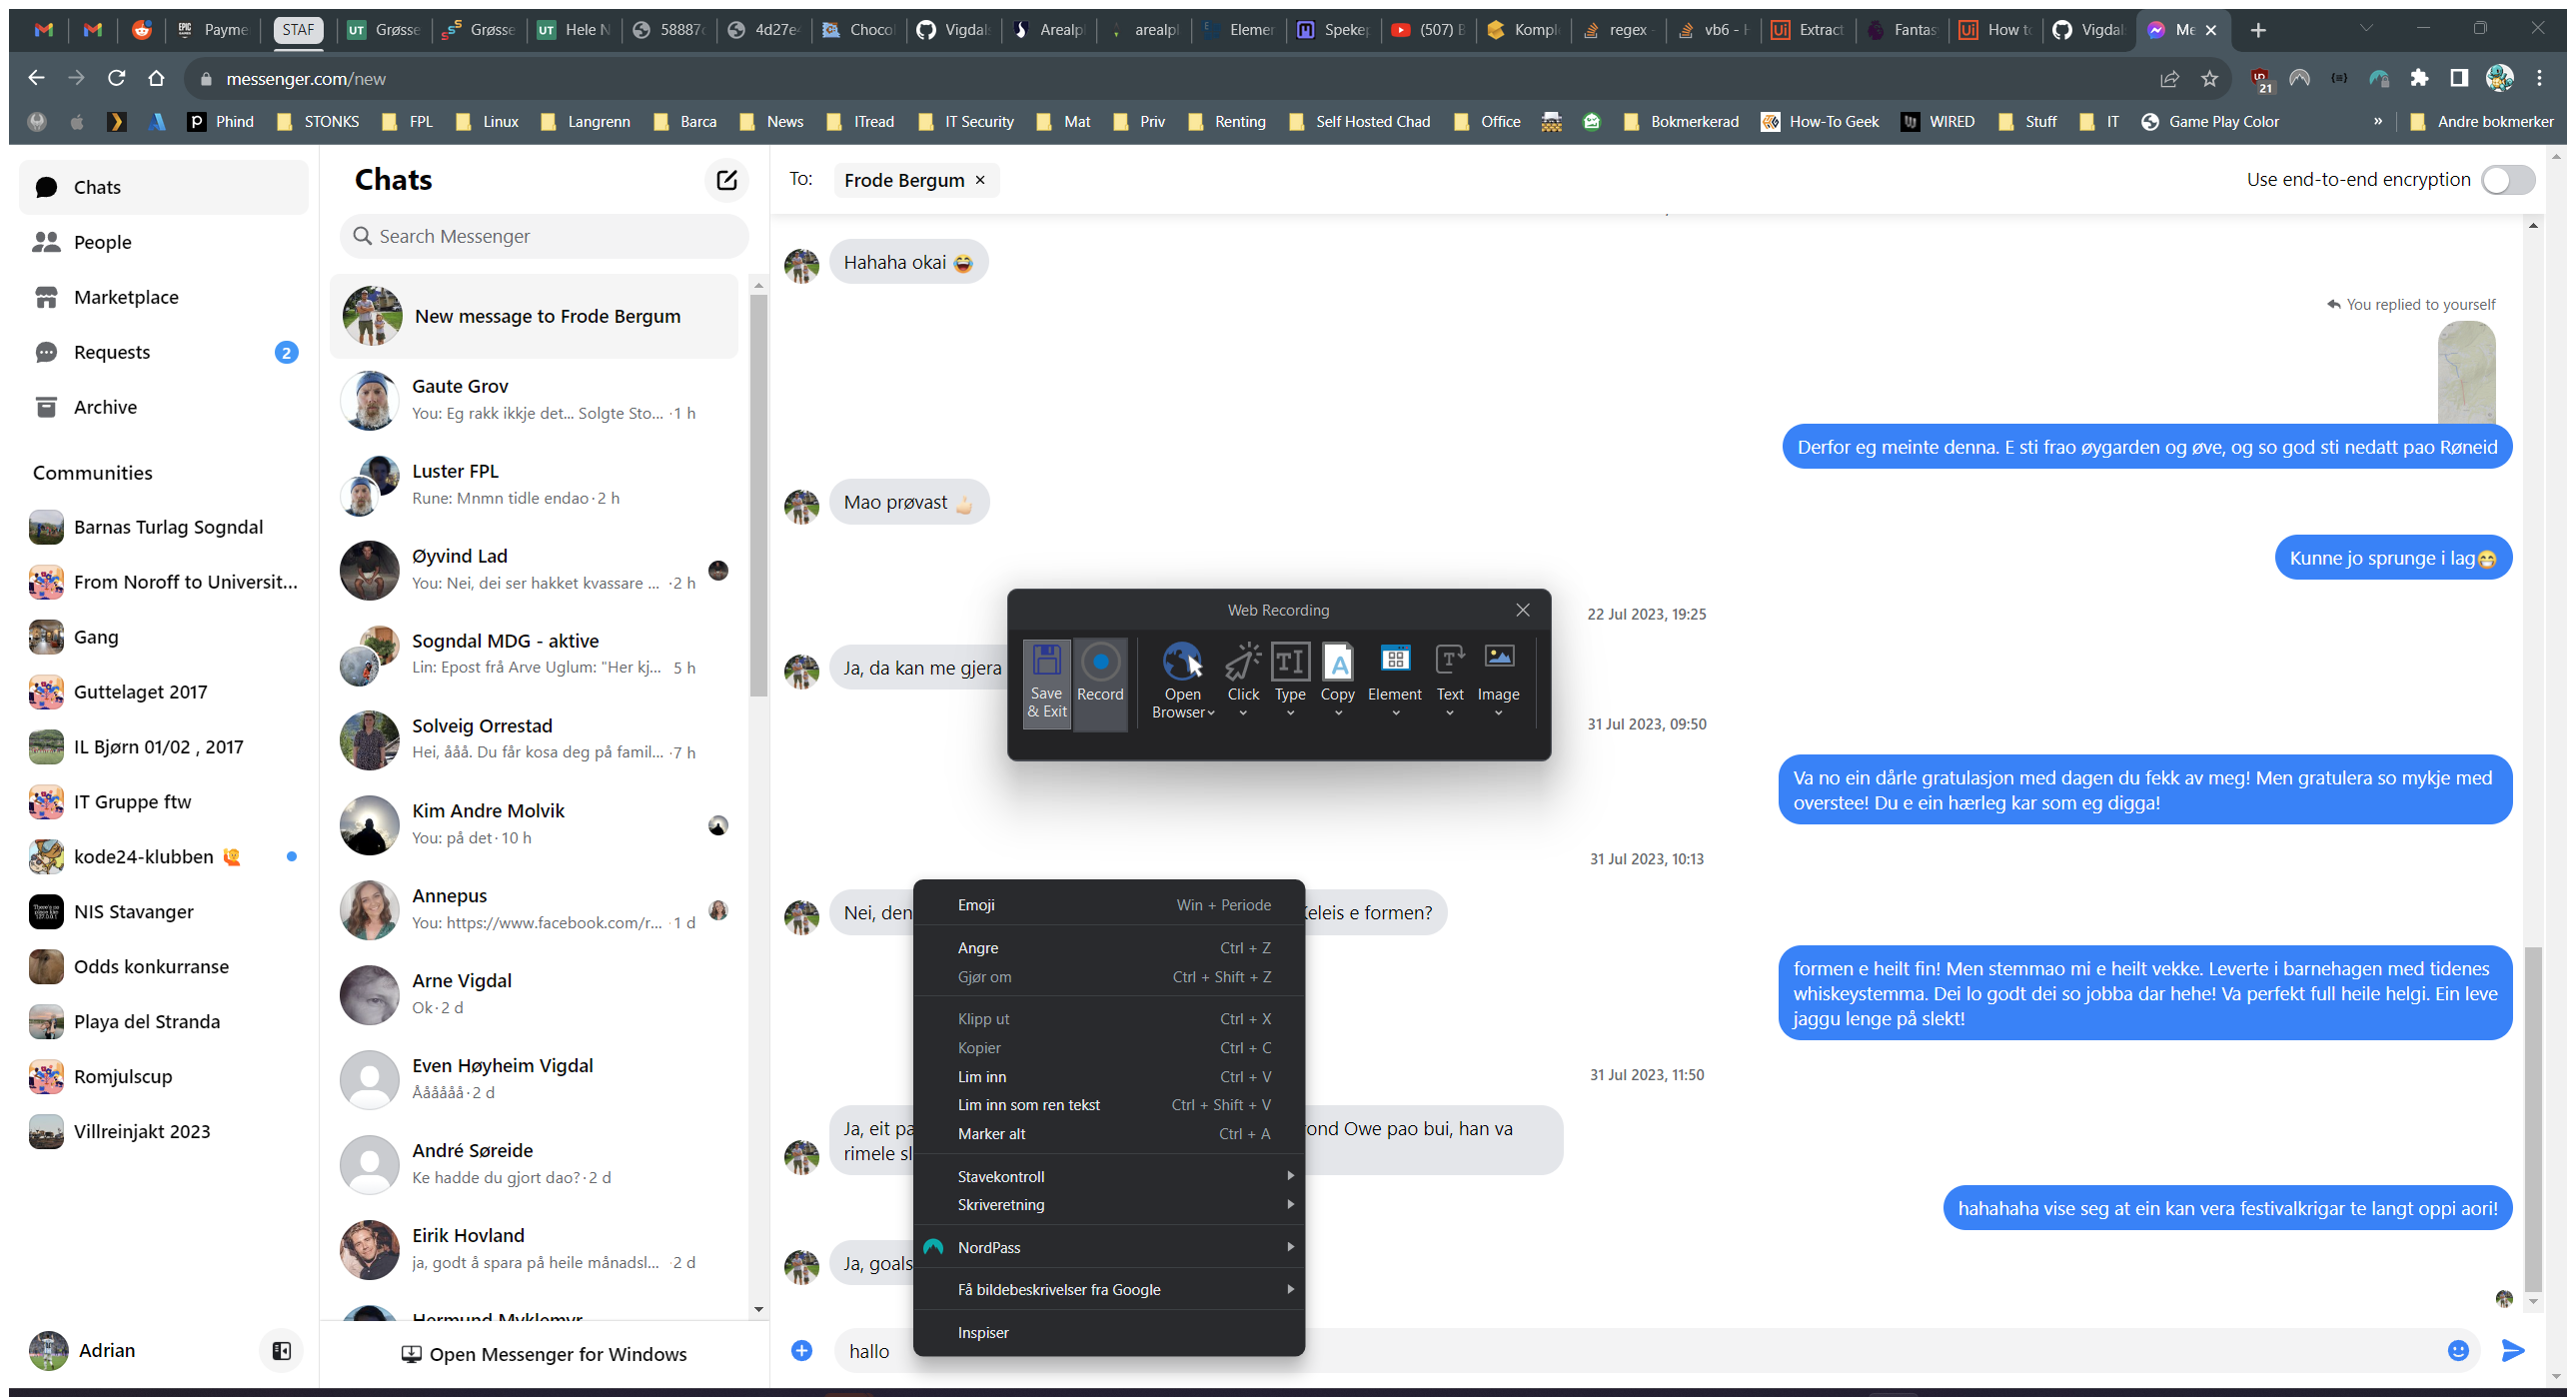 Payme
STAF
UT Grøsse
Grøsse
UT Hele N
58887
4d27e
Choco
Vigdal
Arealp
arealpl
Elemer
Spekep
(507) B
Kompl
regex -
vb6 - H
Ui Extract
Fantas
Ui How to
Vigdal
Me
messenger.com/new
21
Phind
STONKS
FPL
Linux
Langrenn
Barca
News
ITread
IT Security
Mat
Priv
Renting
Self Hosted Chad
Office
Bokmerkerad
How-To Geek
WIRED
Stuff
IT
Game Play Color
»
Andre bokmerker
Chats
People
Marketplace
Requests
2
Archive
Communities
Barnas Turlag Sogndal
From Noroff to Universit...
Gang
Guttelaget 2017
IL Bjørn 01/02 , 2017
IT Gruppe ftw
kode24-klubben 🙋
NIS Stavanger
Odds konkurranse
Playa del Stranda
Romjulscup
Villreinjakt 2023
Adrian
Chats
Search Messenger
New message to Frode Bergum
Gaute Grov
You: Eg rakk ikkje det... Solgte Sto... · 1 h
Luster FPL
Rune: Mnmn tidle endao · 2 h
Øyvind Lad
You: Nei, dei ser hakket kvassare ... · 2 h
Sogndal MDG - aktive
Lin: Epost frå Arve Uglum: "Her kj... 5 h
Solveig Orrestad
Hei, ååå. Du får kosa deg på famil... · 7 h
Kim Andre Molvik
You: på det · 10 h
Annepus
You: https://www.facebook.com/r... · 1 d
Arne Vigdal
Ok · 2 d
Even Høyheim Vigdal
Åååååå · 2 d
André Søreide
Ke hadde du gjort dao? · 2 d
Eirik Hovland
ja, godt å spara på heile månadsl... · 2 d
Hermund Myklemyr
Open Messenger for Windows
To: Frode Bergum ×
Use end-to-end encryption
Hahaha okai 😂
You replied to yourself
Derfor eg meinte denna. E sti frao øygarden og øve, og so god sti nedatt pao Røneid
Mao prøvast 👍🏻
Kunne jo sprunge i lag😁
22 Jul 2023, 19:25
Ja, da kan me gjera
31 Jul 2023, 09:50
Va no ein dårle gratulasjon med dagen du fekk av meg! Men gratulera so mykje med
overstee! Du e ein hærleg kar som eg digga!
31 Jul 2023, 10:13
Nei, den
Keleis e formen?
formen e heilt fin! Men stemmao mi e heilt vekke. Leverte i barnehagen med tidenes
whiskeystemma. Dei lo godt dei so jobba dar hehe! Va perfekt full heile helgi. Ein leve
jaggu lenge på slekt!
31 Jul 2023, 11:50
Ja, eit pa
ond Owe pao bui, han va
rimele sl
hahahaha vise seg at ein kan vera festivalkrigar te langt oppi aori!
Ja, goals
hallo
Web Recording
Save
& Exit
Record
Open
Browser
Click
Type
Copy
Element
Text
Image
Emoji Win + Periode
Angre Ctrl + Z
Gjør om Ctrl + Shift + Z
Klipp ut Ctrl + X
Kopier Ctrl + C
Lim inn Ctrl + V
Lim inn som ren tekst Ctrl + Shift + V
Marker alt Ctrl + A
Stavekontroll
Skriveretning
NordPass
Få bildebeskrivelser fra Google
Inspiser